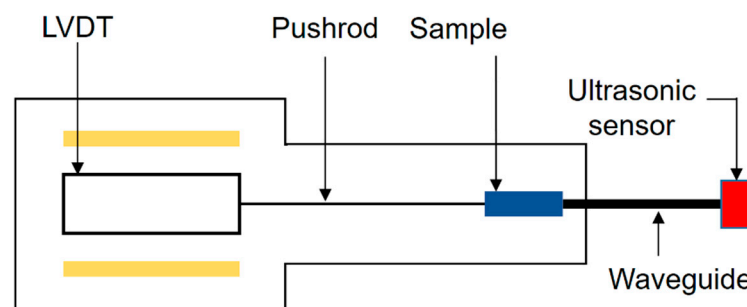 LVDT
Pushrod
Sample
Ultrasonic
sensor
Waveguide